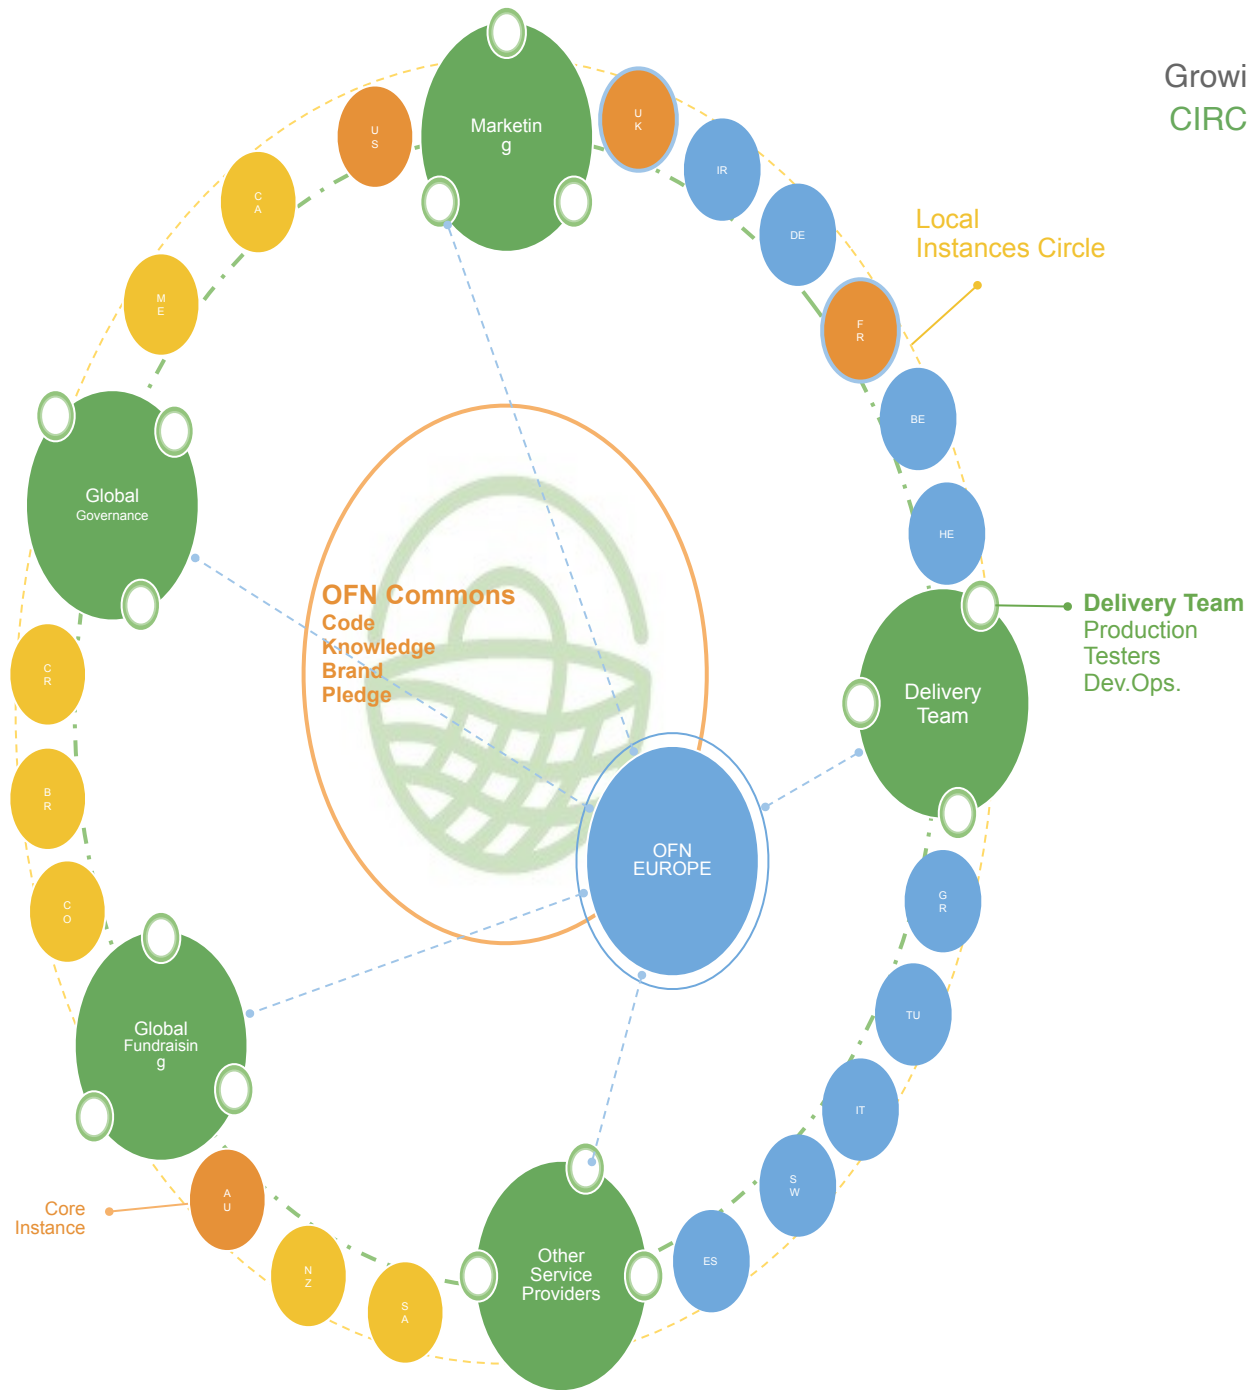 Growi
CIRC
Marketin
g
U
S
U
K
C
A
IR
DE
Local
Instances Circle
M
E
F
R
BE
Global
Governance
HE
OFN Commons
Code
Knowledge
Brand
Pledge
Delivery Team
Production
Testers
Dev.Ops.
C
R
Delivery
Team
B
R
OFN
EUROPE
C
O
G
R
TU
Global
Fundraisin
g
IT
Core
Instance
A
U
S
W
N
Z
Other
Service
Providers
ES
S
A